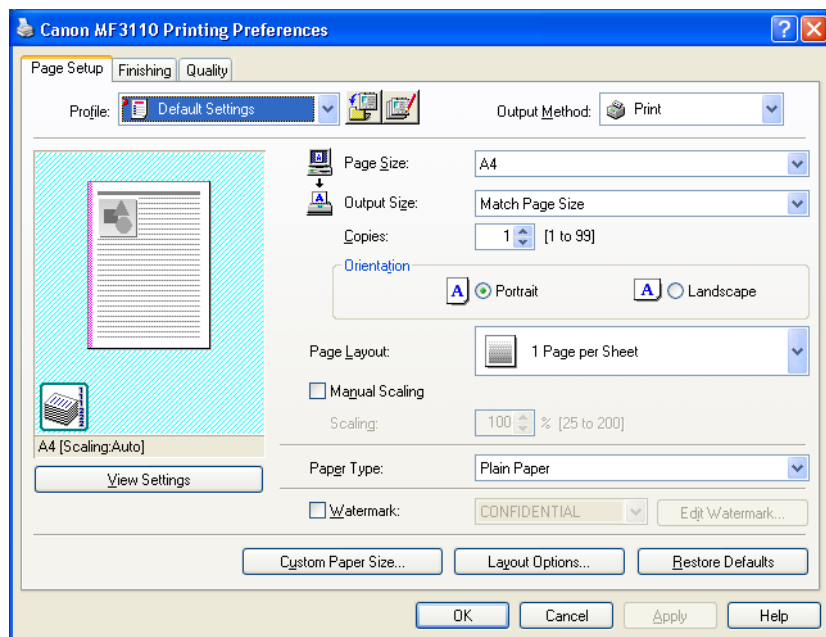 Canon MF3110 Printing Preferences
Page Setup Finishing Quality
Profile: Default Settings Output Method: Print
Page Size: A4
Output Size: Match Page Size
Copies: 1 [1 to 99]
Orientation
A Portrait A Landscape
Page Layout: 1 Page per Sheet
Manual Scaling
Scaling: 100 % [25 to 200]
A4 [Scaling:Auto]
View Settings
Paper Type: Plain Paper
Watermark: CONFIDENTIAL Edit Watermark...
Custom Paper Size... Layout Options... Restore Defaults
OK Cancel Apply Help